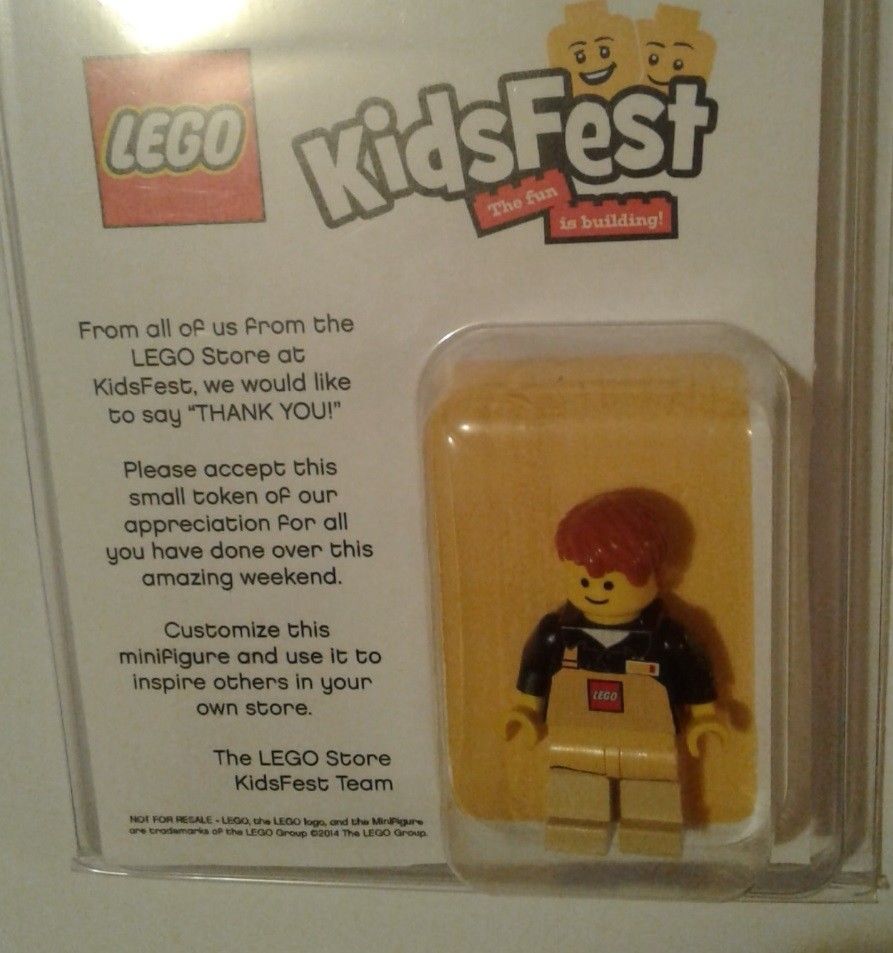 LEGO
KidsFest
The fun
is building!
From all of us from the
LEGO Store at
KidsFest, we would like
to say “THANK YOU!”
Please accept this
small token of our
appreciation for all
you have done over this
amazing weekend.
Customize this
minifigure and use it to
inspire others in your
own store.
The LEGO Store
KidsFest Team
NOT FOR RESALE - LEGO, the LEGO logo, and the Minifigure
are trademarks of the LEGO Group ©2014 The LEGO Group.
LEGO